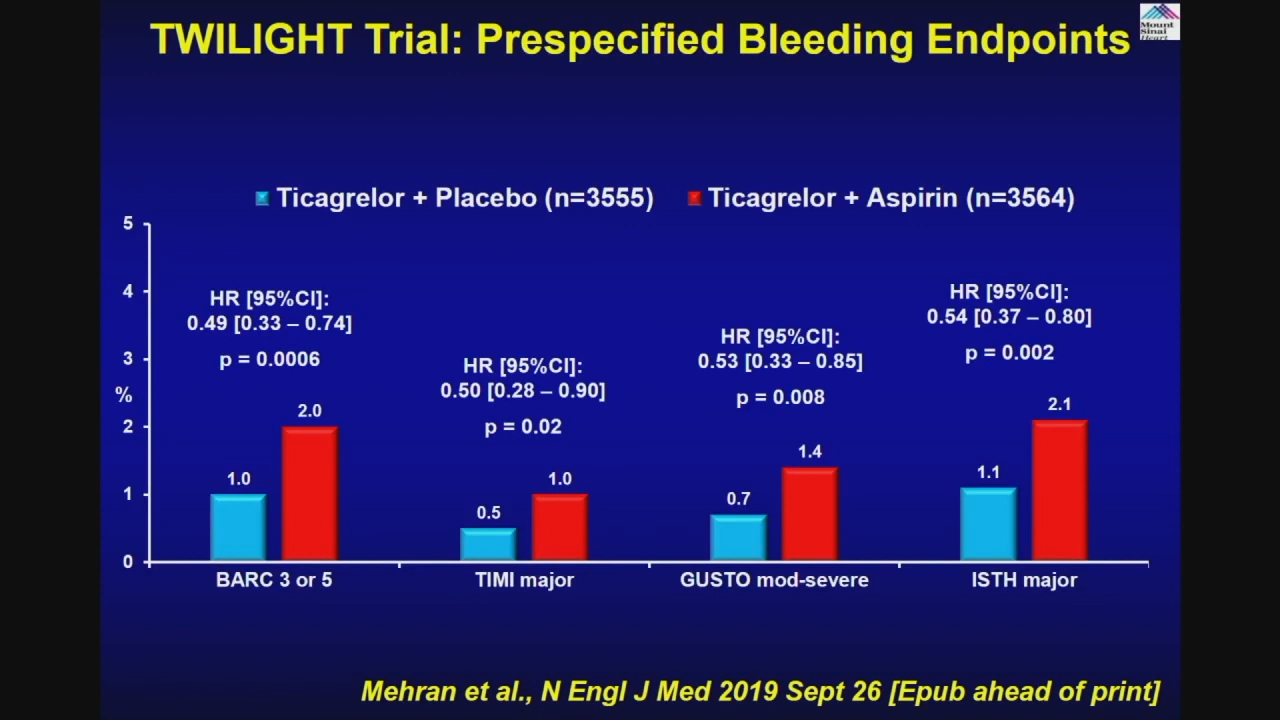 TWILIGHT Trial: Prespecified Bleeding Endpoints
Mount
Sinai
Heart
Ticagrelor + Placebo (n=3555)
Ticagrelor + Aspirin (n=3564)
5
4
3
%
2
1
0
HR [95%CI]:
0.49 [0.33 – 0.74]
p = 0.0006
1.0
2.0
BARC 3 or 5
HR [95%CI]:
0.50 [0.28 – 0.90]
p = 0.02
0.5
1.0
TIMI major
HR [95%CI]:
0.53 [0.33 – 0.85]
p = 0.008
0.7
1.4
GUSTO mod-severe
HR [95%CI]:
0.54 [0.37 – 0.80]
p = 0.002
1.1
2.1
ISTH major
Mehran et al., N Engl J Med 2019 Sept 26 [Epub ahead of print]